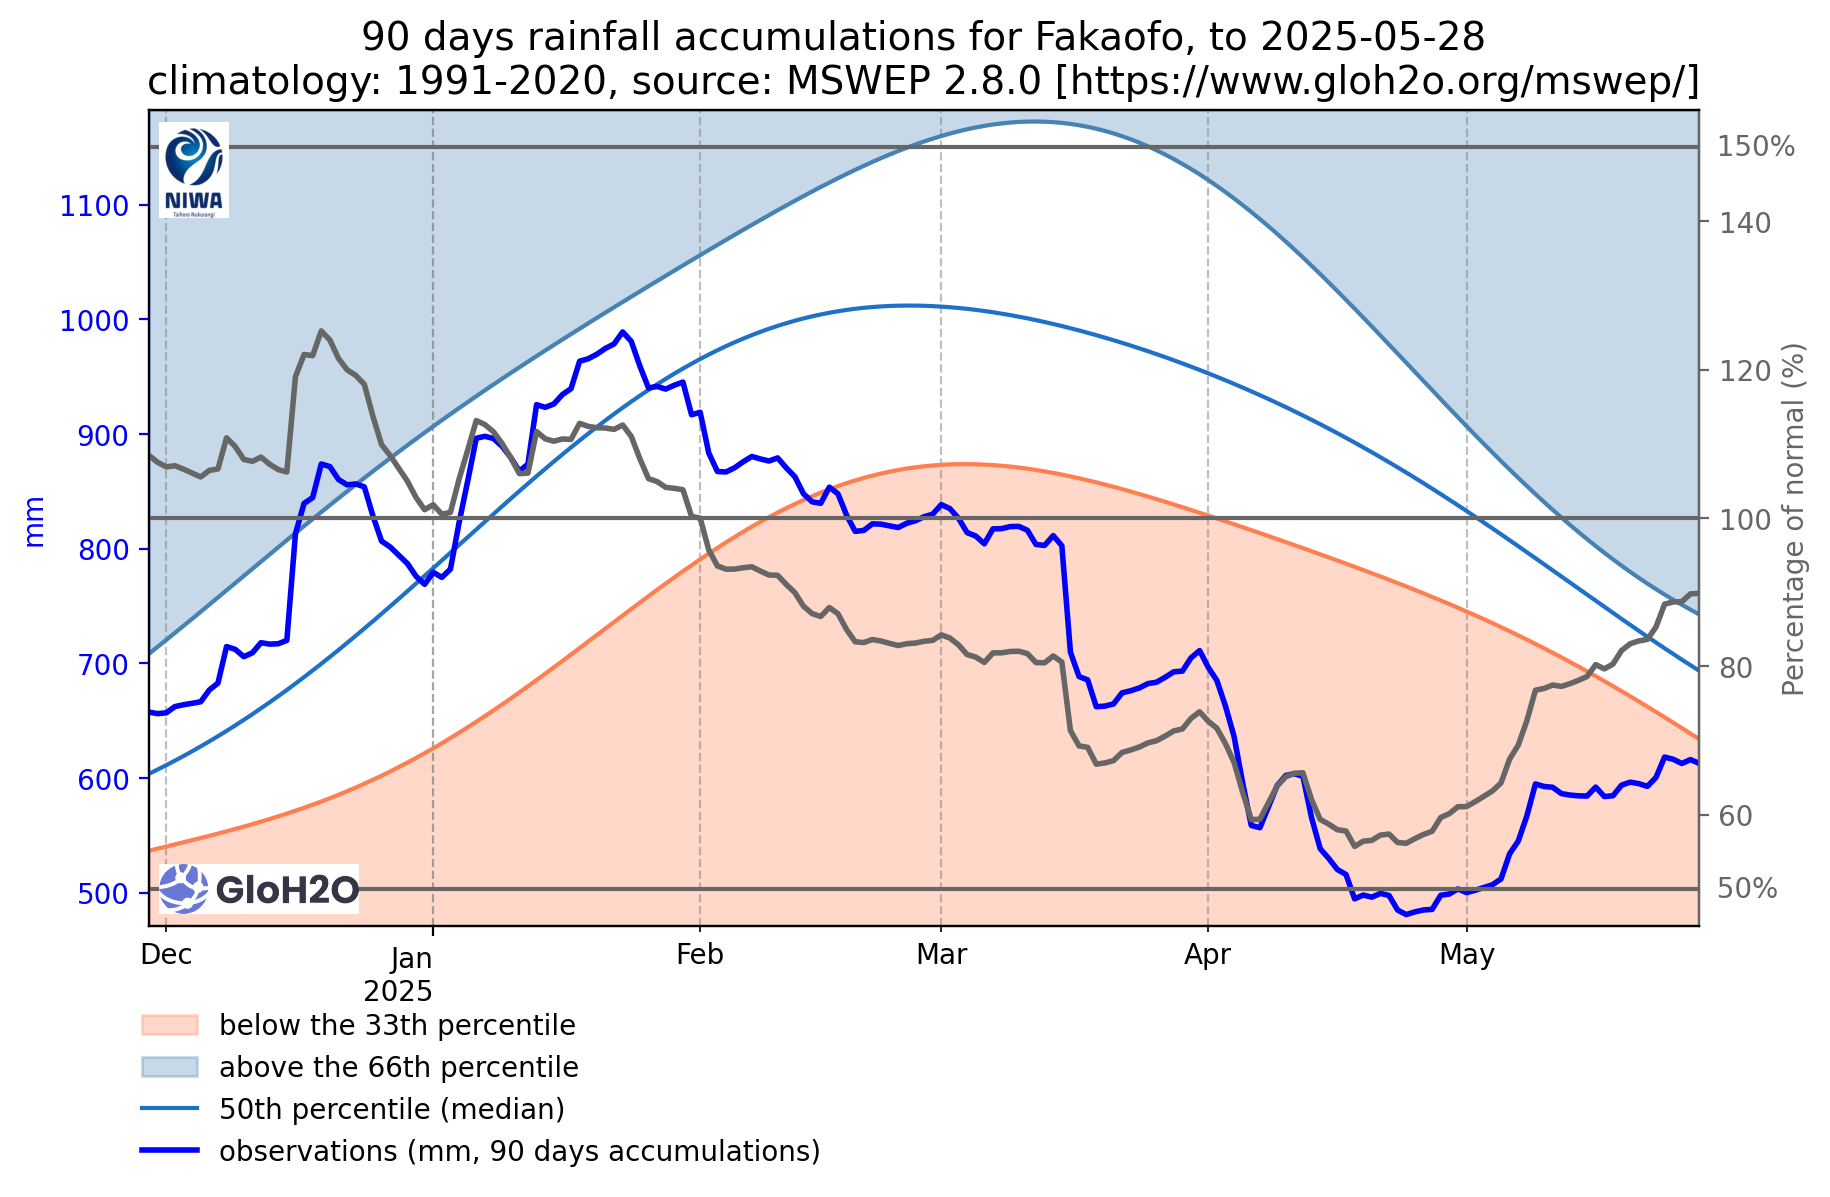 90 days rainfall accumulations for Fakaofo, to 2025-05-28
climatology: 1991-2020, source: MSWEP 2.8.0 [https://www.gloh2o.org/mswep/]
NIWA
Taihoro Nukurangi
150%
1100
140
1000
120
900
Percentage of normal (%)
mm
100
800
700
80
600
60
GloH2O
500
50%
Dec
Jan
2025
Feb
Mar
Apr
May
below the 33th percentile
above the 66th percentile
50th percentile (median)
observations (mm, 90 days accumulations)